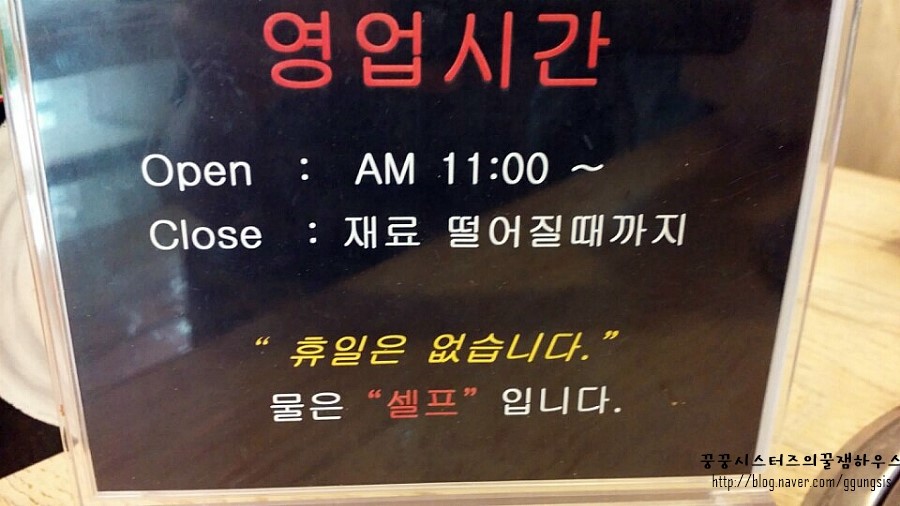 영업시간
Open : AM 11:00 ~
Close : 재료 떨어질때까지
“ 휴일은 없습니다.”
물은 “셀프” 입니다.
꿍꿍시스터즈의꿀잼하우스
http://blog.naver.com/ggungsis